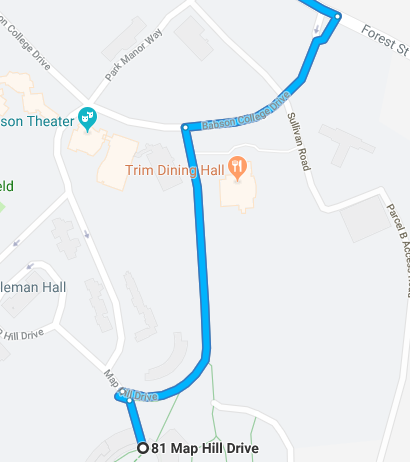 Forest St
Park Manor Way
on College Drive
son Theater
Babson College Drive
Sullivan Road
Trim Dining Hall
eld
Parcel B Access Road
leman Hall
P Hill Drive
Map Hill Drive
81 Map Hill Drive